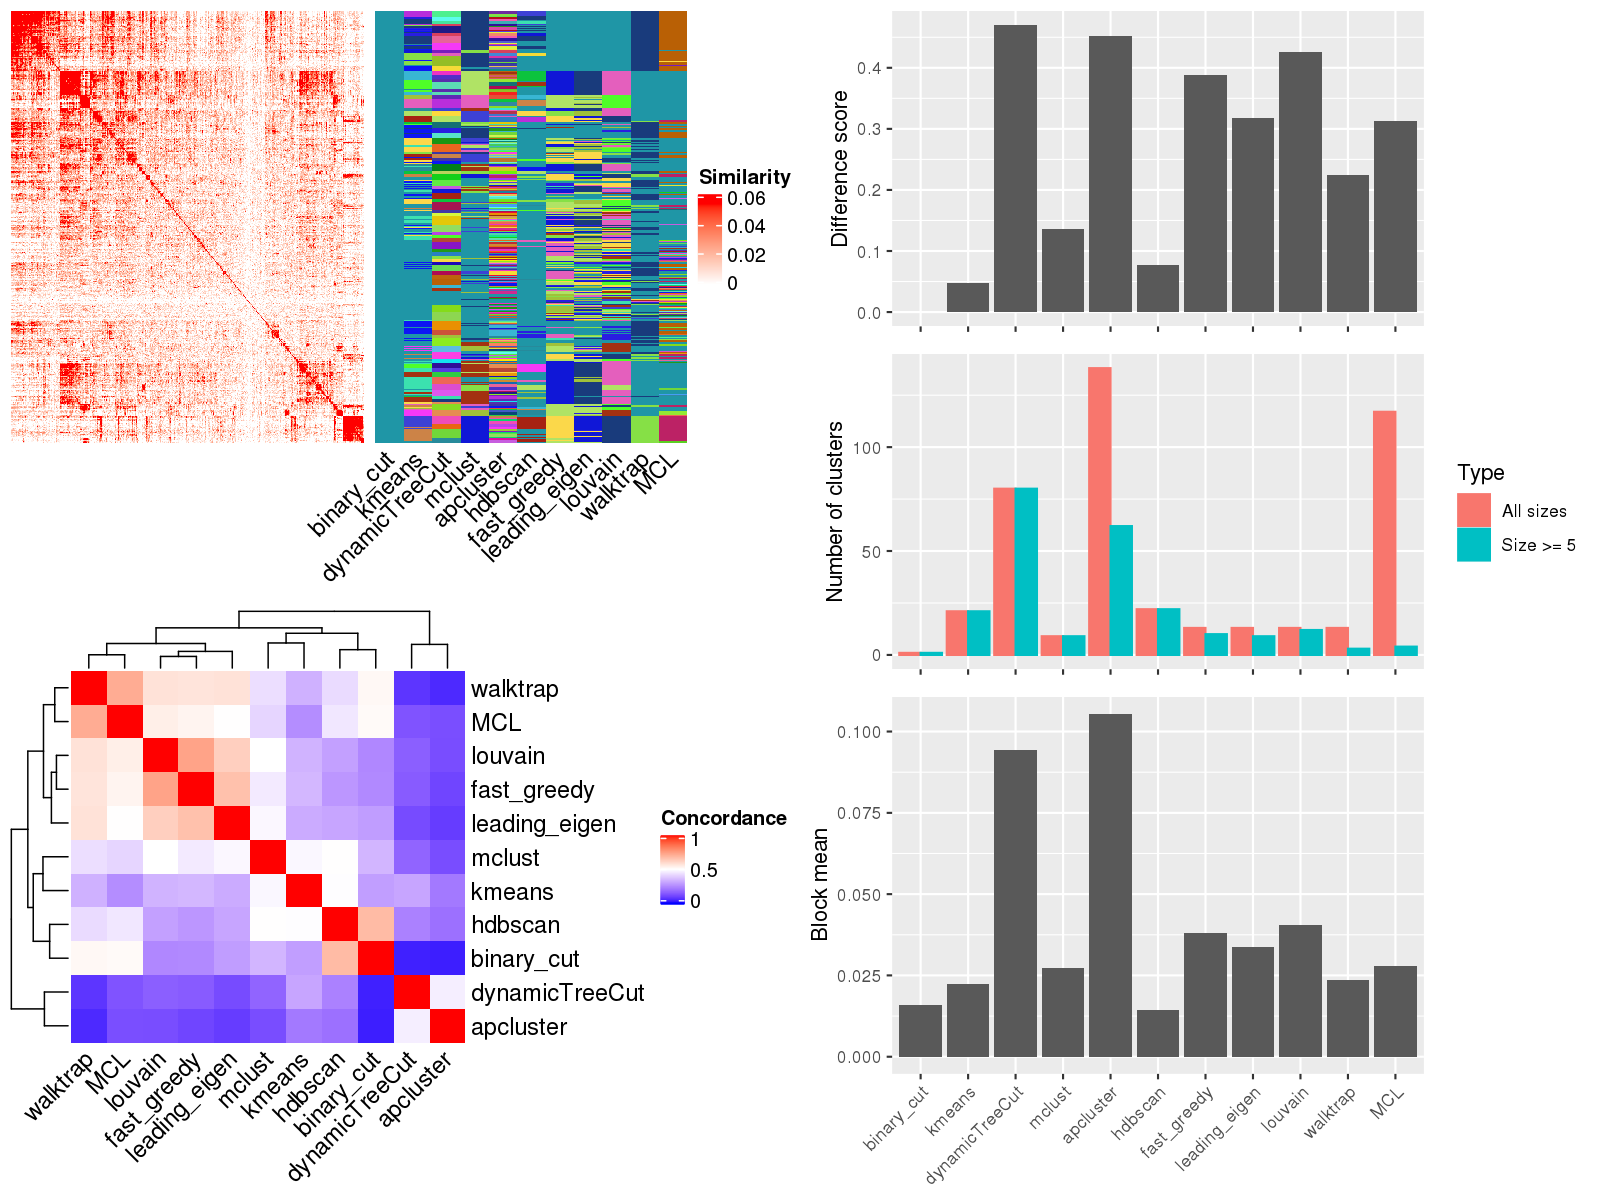 Similarity
0.06
0.04
0.02
0
binary_cut
kmeans
dynamicTreeCut
mclust
apcluster
hdbscan
fast_greedy
leading_eigen
louvain
walktrap
MCL
walktrap
MCL
louvain
fast_greedy
leading_eigen
mclust
kmeans
hdbscan
binary_cut
dynamicTreeCut
apcluster
walktrap
MCL
louvain
fast_greedy
leading_eigen
mclust
kmeans
hdbscan
binary_cut
dynamicTreeCut
apcluster
Concordance
1
0.5
0
Difference score
0.4
0.3
0.2
0.1
0.0
Number of clusters
100
50
0
Type
All sizes
Size >= 5
Block mean
0.100
0.075
0.050
0.025
0.000
binary_cut
kmeans
dynamicTreeCut
mclust
apcluster
hdbscan
fast_greedy
leading_eigen
louvain
walktrap
MCL